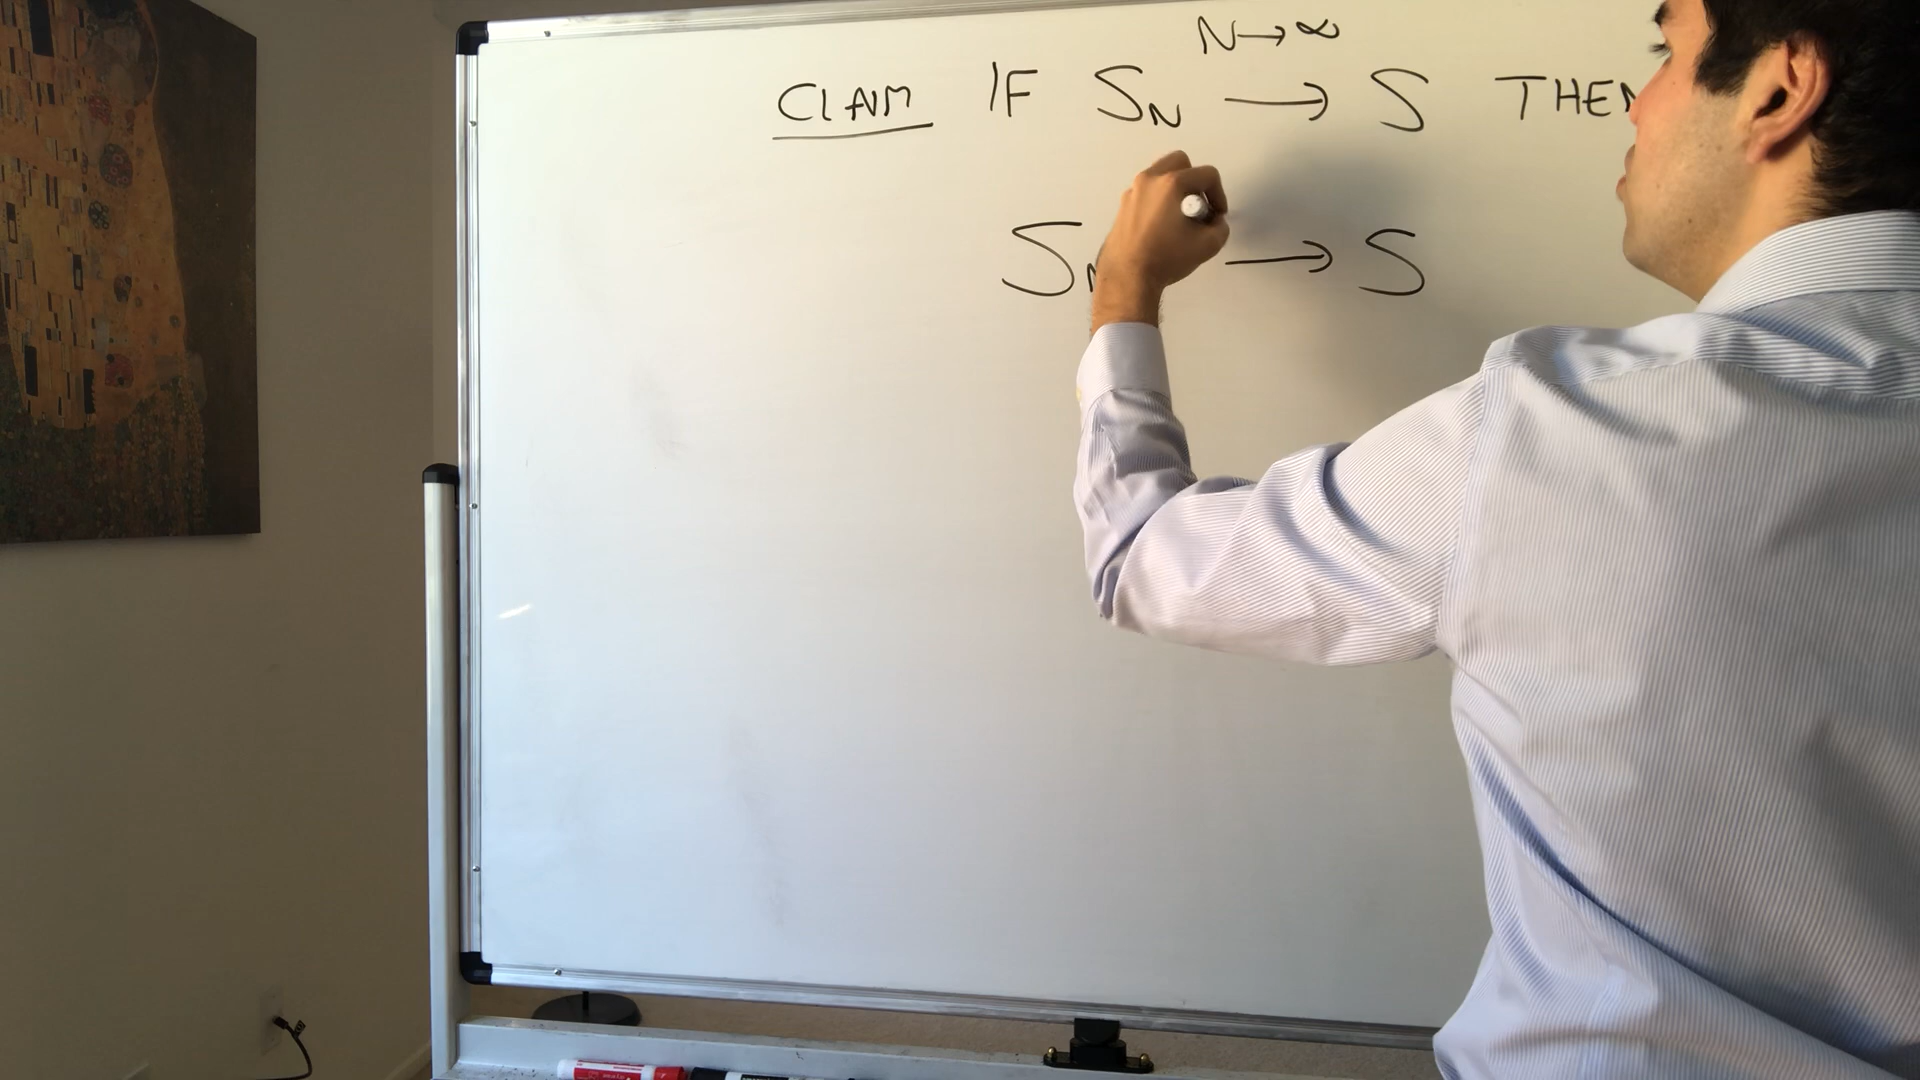 N→∞
CLAIM IF SN → S THEN
SN → S